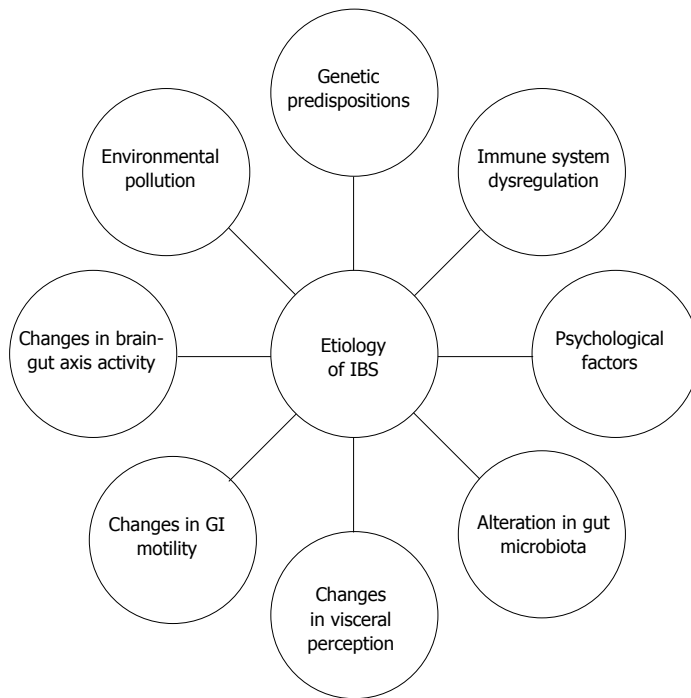 Genetic
predispositions
Environmental
pollution
Immune system
dysregulation
Changes in brain-
gut axis activity
Etiology
of IBS
Psychological
factors
Changes in GI
motility
Alteration in gut
microbiota
Changes
in visceral
perception